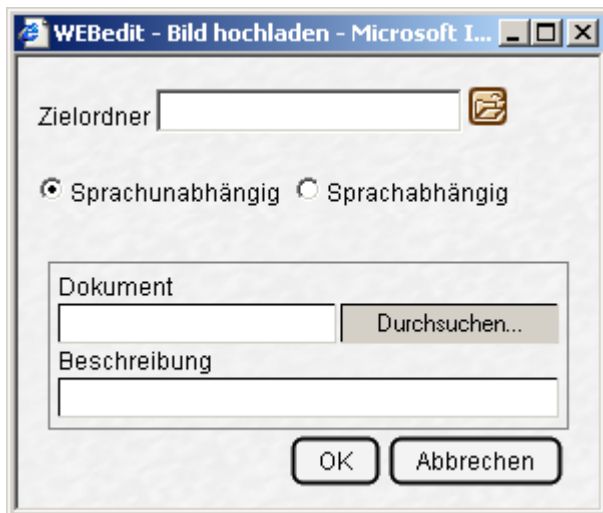 WEBedit - Bild hochladen - Microsoft I...
Zielordner
Sprachunabhängig Sprachabhängig
Dokument
Durchsuchen...
Beschreibung
OK Abbrechen